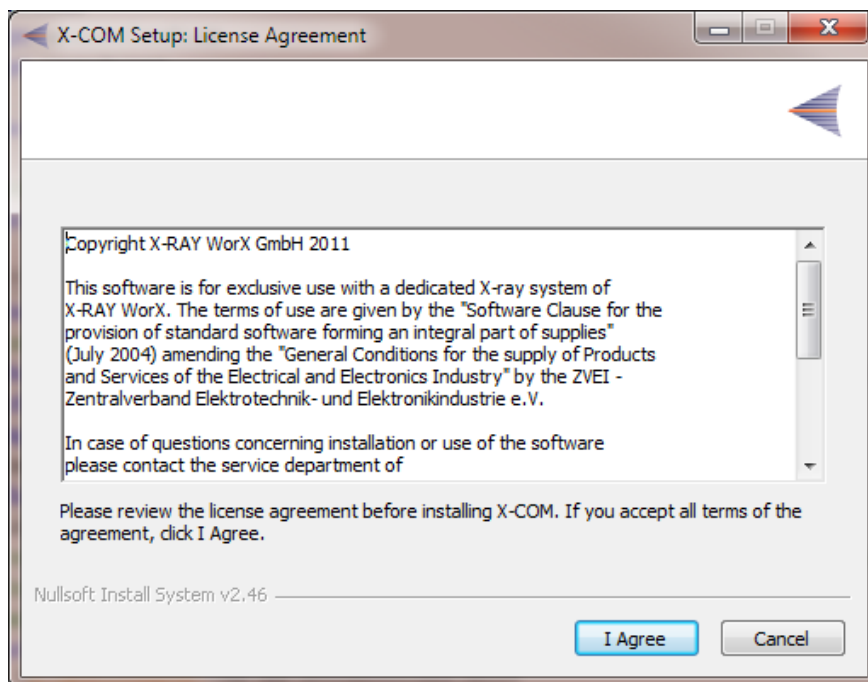 X-COM Setup: License Agreement
Copyright X-RAY WorX GmbH 2011
This software is for exclusive use with a dedicated X-ray system of
X-RAY WorX. The terms of use are given by the "Software Clause for the
provision of standard software forming an integral part of supplies"
(July 2004) amending the "General Conditions for the supply of Products
and Services of the Electrical and Electronics Industry" by the ZVEI -
Zentralverband Elektrotechnik- und Elektronikindustrie e.V.
In case of questions concerning installation or use of the software
please contact the service department of
Please review the license agreement before installing X-COM. If you accept all terms of the
agreement, click I Agree.
Nullsoft Install System v2.46
I Agree
Cancel